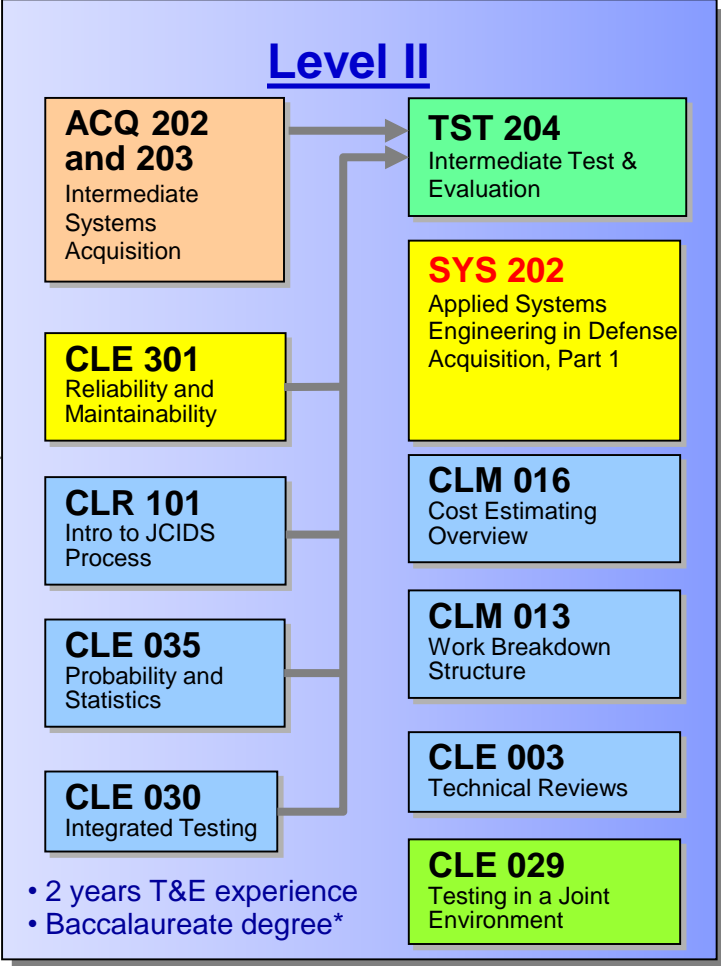 Level II
ACQ 202
and 203
Intermediate
Systems
Acquisition
CLE 301
Reliability and
Maintainability
CLR 101
Intro to JCIDS
Process
CLE 035
Probability and
Statistics
CLE 030
Integrated Testing
• 2 years T&E experience
• Baccalaureate degree*
TST 204
Intermediate Test &
Evaluation
SYS 202
Applied Systems
Engineering in Defense
Acquisition, Part 1
CLM 016
Cost Estimating
Overview
CLM 013
Work Breakdown
Structure
CLE 003
Technical Reviews
CLE 029
Testing in a Joint
Environment